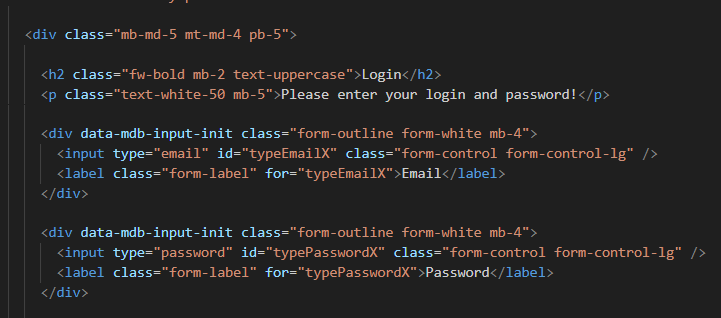 <div class="mb-md-5 mt-md-4 pb-5">
<h2 class="fw-bold mb-2 text-uppercase">Login</h2>
<p class="text-white-50 mb-5">Please enter your login and password!</p>
<div data-mdb-input-init class="form-outline form-white mb-4">
<input type="email" id="typeEmailX" class="form-control form-control-lg" />
<label class="form-label" for="typeEmailX">Email</label>
</div>
<div data-mdb-input-init class="form-outline form-white mb-4">
<input type="password" id="typePasswordX" class="form-control form-control-lg" />
<label class="form-label" for="typePasswordX">Password</label>
</div>